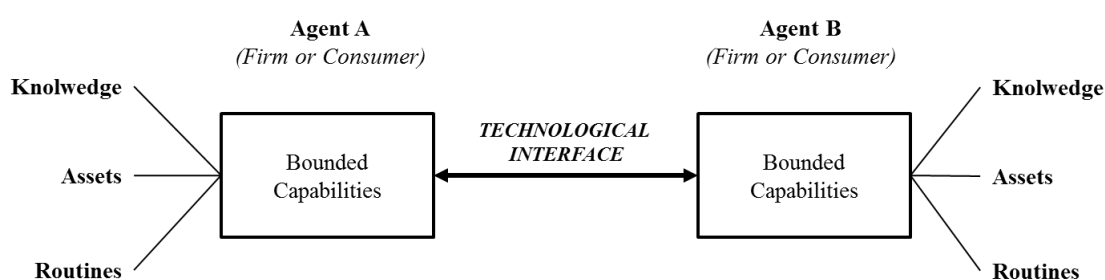 Agent A
(Firm or Consumer)
Agent B
(Firm or Consumer)
Knolwedge
Assets
Routines
Bounded
Capabilities
TECHNOLOGICAL
INTERFACE
Bounded
Capabilities
Knolwedge
Assets
Routines